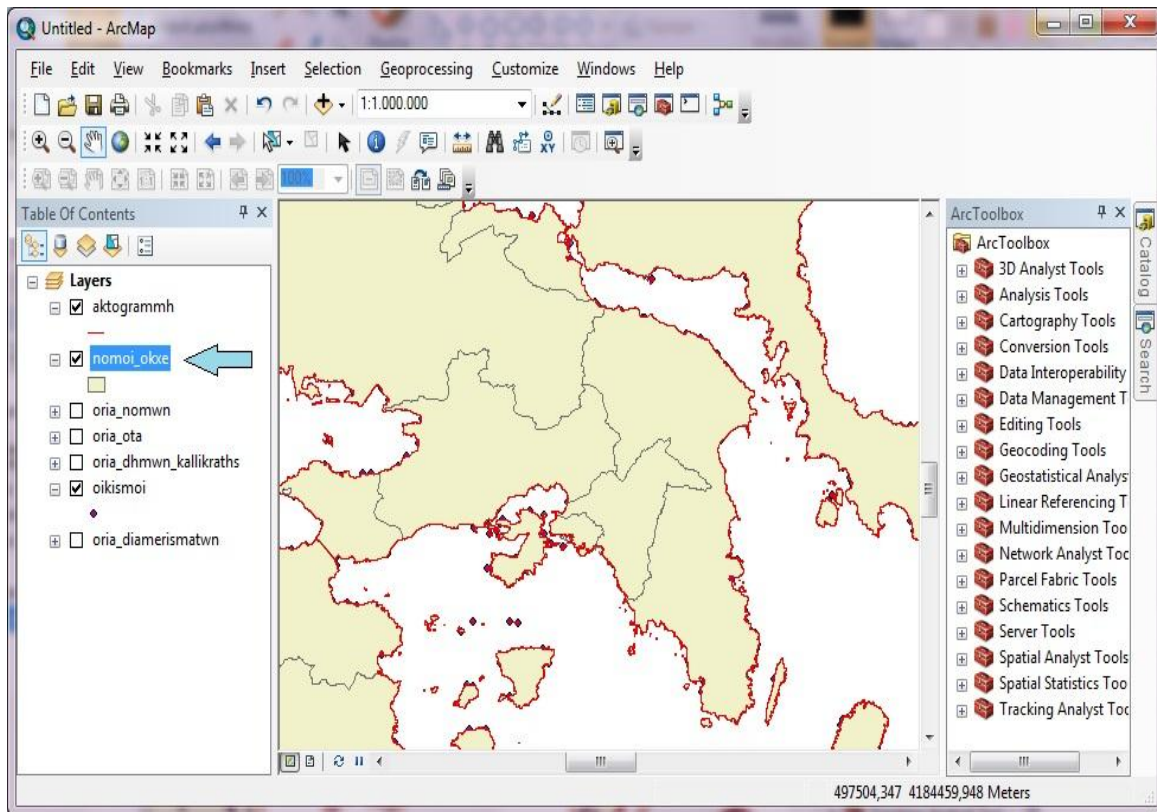 Untitled - ArcMap
File Edit View Bookmarks Insert Selection Geoprocessing Customize Windows Help
1:1.000.000
100%
Table Of Contents
Layers
aktogrammh
nomoi_okxe
oria_nomwn
oria_ota
oria_dhmwn_kallikraths
oikismoi
oria_diamerismatwn
ArcToolbox
ArcToolbox
3D Analyst Tools
Analysis Tools
Cartography Tools
Conversion Tools
Data Interoperability
Data Management T
Editing Tools
Geocoding Tools
Geostatistical Analys
Linear Referencing T
Multidimension Too
Network Analyst Toc
Parcel Fabric Tools
Schematics Tools
Server Tools
Spatial Analyst Tools
Spatial Statistics Too
Tracking Analyst Toc
Catalog
Search
497504,347 4184459,948 Meters